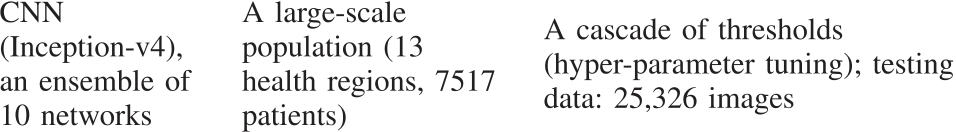 CNN
(Inception-v4),
an ensemble of
10 networks
A large-scale
population (13
health regions, 7517
patients)
A cascade of thresholds
(hyper-parameter tuning); testing
data: 25,326 images